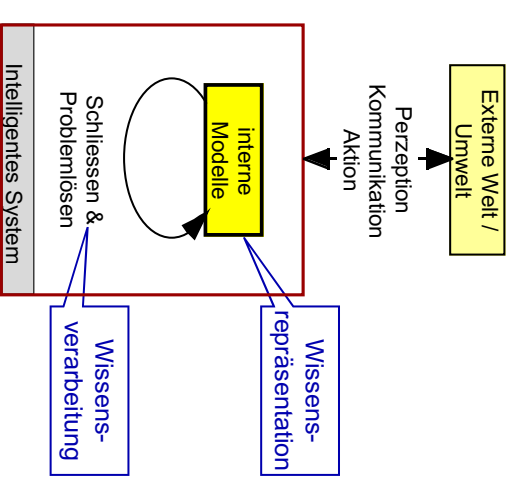 Externe Welt /
Umwelt
Perzeption
Kommunikation
Aktion
interne
Modelle
Schliessen &
Problemlösen
Intelligentes System
Wissens-
repräsentation
Wissens-
verarbeitung